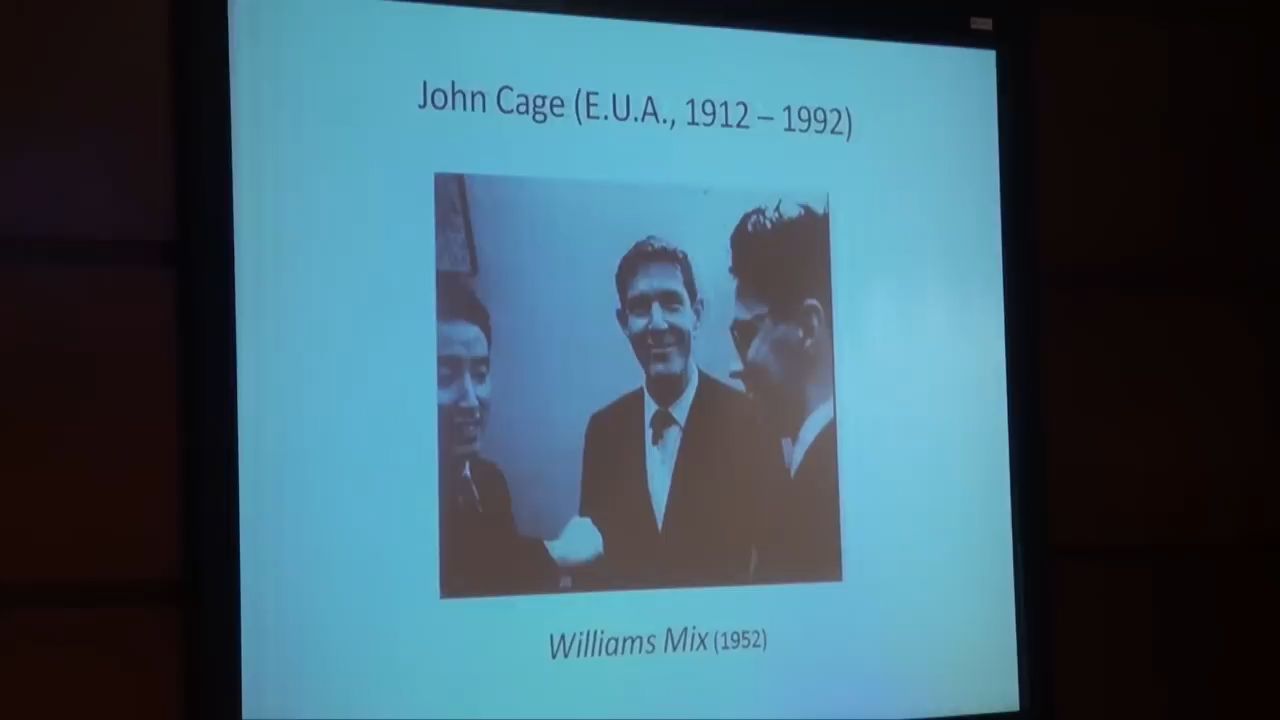 John Cage (E.U.A., 1912 – 1992)
Williams Mix (1952)